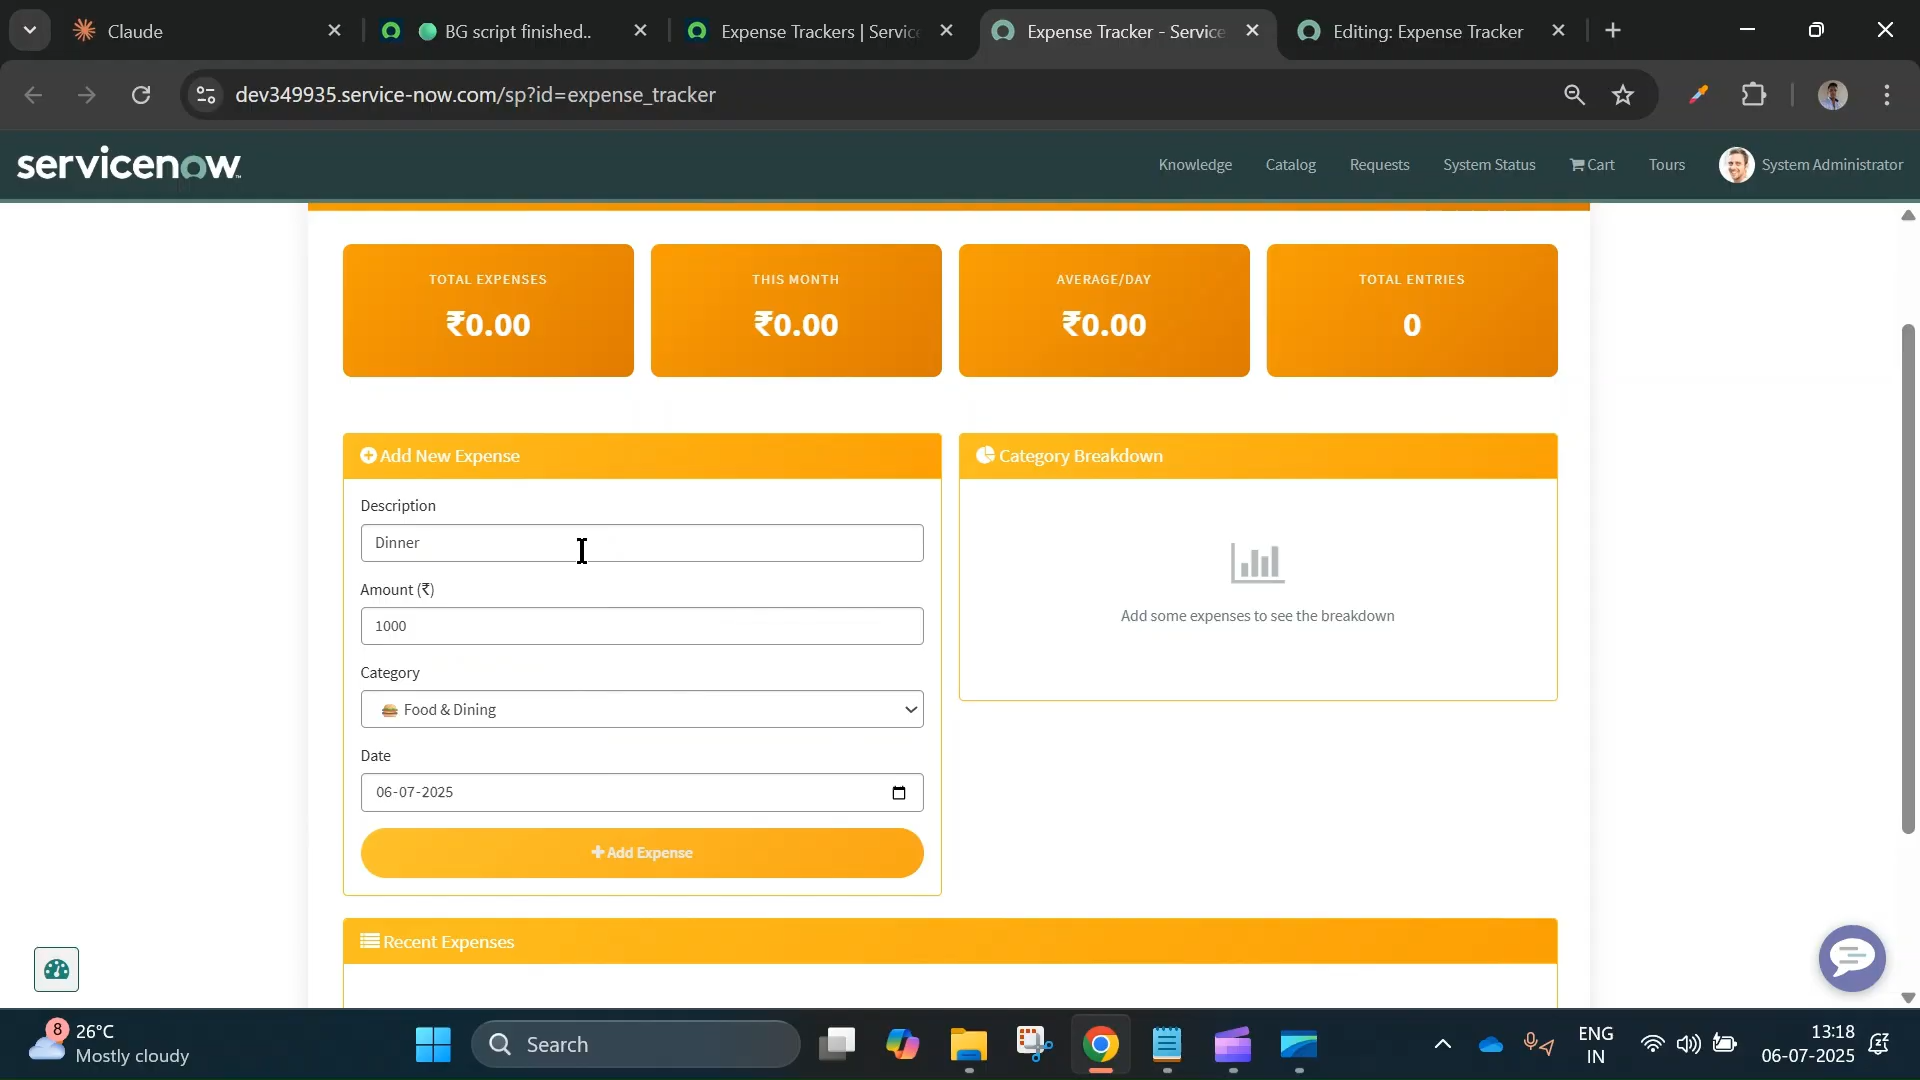 Claude
BG script finished..
Expense Trackers | Servic
Expense Tracker - Service
Editing: Expense Tracker
dev349935.service-now.com/sp?id=expense_tracker
servicenow
Knowledge
Catalog
Requests
System Status
Cart
Tours
System Administrator
TOTAL EXPENSES
₹0.00
THIS MONTH
₹0.00
AVERAGE/DAY
₹0.00
TOTAL ENTRIES
0
Add New Expense
Description
Dinner
Amount (₹)
1000
Category
Food & Dining
Date
06-07-2025
Add Expense
Category Breakdown
Add some expenses to see the breakdown
Recent Expenses
8
26°C
Mostly cloudy
Search
ENG
IN
13:18
06-07-2025